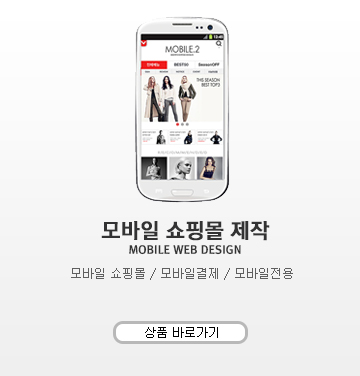 MOBILE.2
BEST50
SeasonOFF
THIS SEASON
BEST TOP5
모바일 쇼핑몰 제작
MOBILE WEB DESIGN
모바일 쇼핑몰 / 모바일결제 / 모바일전용
상품 바로가기